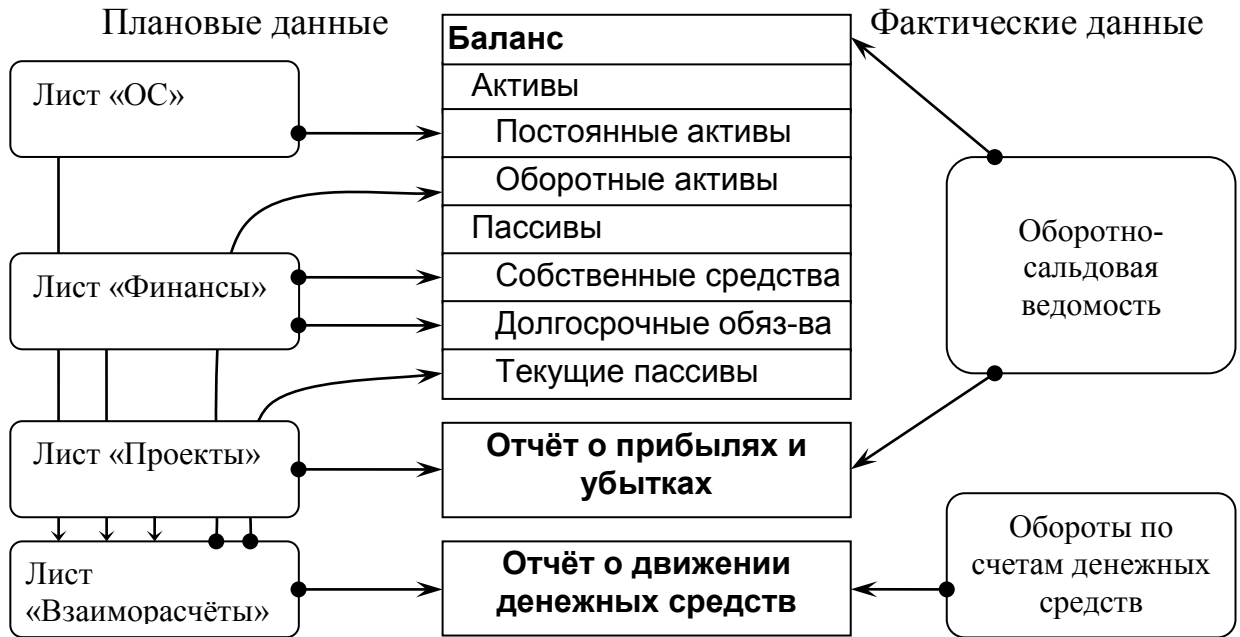 Плановые данные
Фактические данные
Лист «ОС»
Лист «Финансы»
Лист «Проекты»
Лист
«Взаиморасчёты»
Баланс
Активы
Постоянные активы
Оборотные активы
Пассивы
Собственные средства
Долгосрочные обяз-ва
Текущие пассивы
Отчёт о прибылях и
убытках
Отчёт о движении
денежных средств
Оборотно-
сальдовая
ведомость
Обороты по
счетам денежных
средств